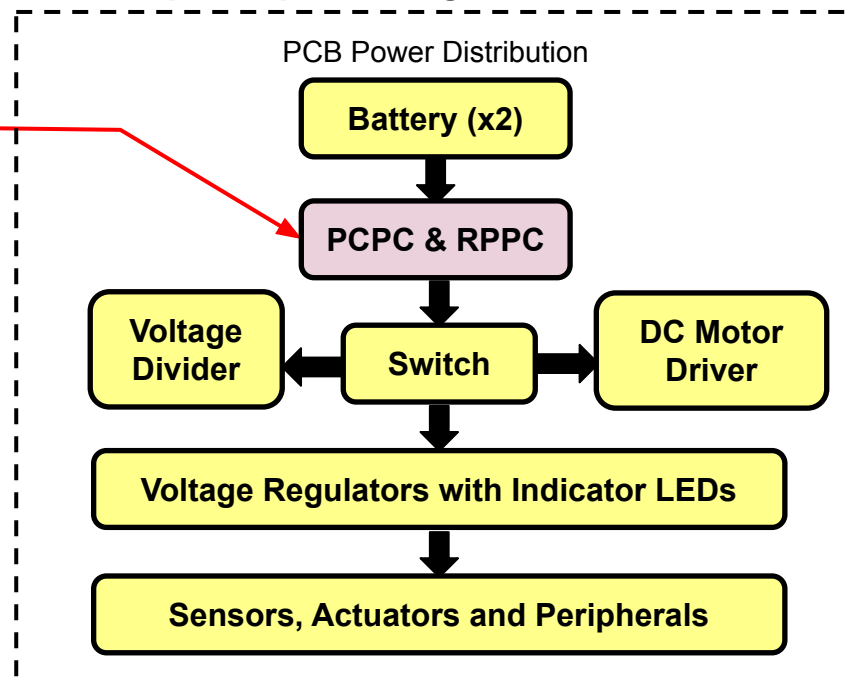 PCB Power Distribution
Battery (x2)
PCPC & RPPC
Voltage
Divider
Switch
DC Motor
Driver
Voltage Regulators with Indicator LEDs
Sensors, Actuators and Peripherals